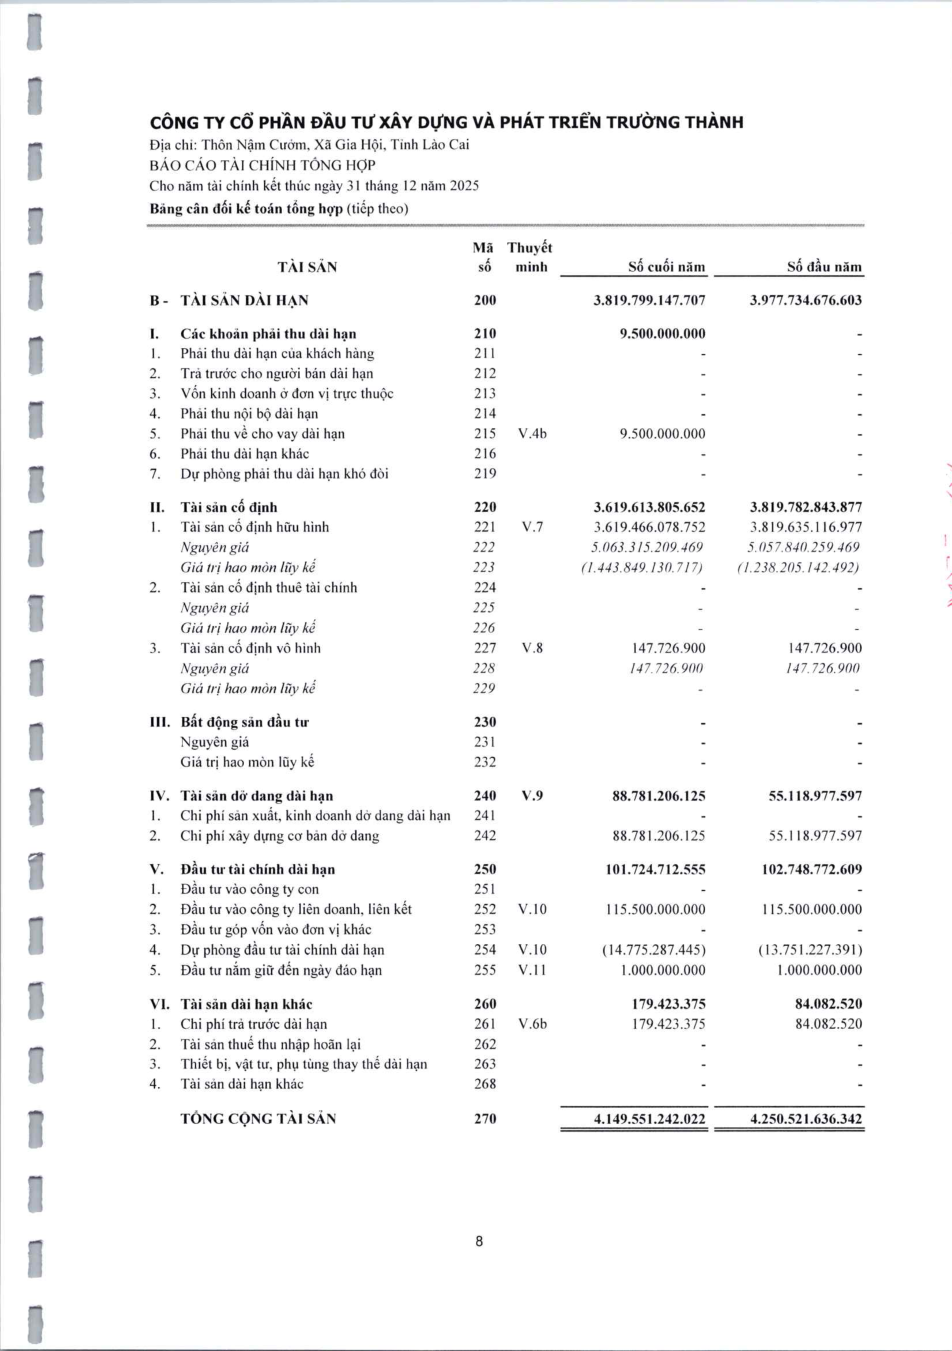 CÔNG TY CỔ PHẦN ĐẦU TƯ XÂY DỰNG VÀ PHÁT TRIỂN TRƯỜNG THÀNH
Địa chỉ: Thôn Nậm Cưởm, Xã Gia Hội, Tỉnh Lào Cai
BÁO CÁO TÀI CHÍNH TỔNG HỢP
Cho năm tài chính kết thúc ngày 31 tháng 12 năm 2025
Bảng cân đối kế toán tổng hợp (tiếp theo)
Mã Thuyết
TÀI SẢN số minh Số cuối năm Số đầu năm
B - TÀI SẢN DÀI HẠN 200 3.819.799.147.707 3.977.734.676.603
I. Các khoản phải thu dài hạn 210 9.500.000.000 -
1. Phải thu dài hạn của khách hàng 211 - -
2. Trả trước cho người bán dài hạn 212 - -
3. Vốn kinh doanh ở đơn vị trực thuộc 213 - -
4. Phải thu nội bộ dài hạn 214 - -
5. Phải thu về cho vay dài hạn 215 V.4b 9.500.000.000 -
6. Phải thu dài hạn khác 216 - -
7. Dự phòng phải thu dài hạn khó đòi 219 - -
II. Tài sản cố định 220 3.619.613.805.652 3.819.782.843.877
1. Tài sản cố định hữu hình 221 V.7 3.619.466.078.752 3.819.635.116.977
Nguyên giá 222 5.063.315.209.469 5.057.840.259.469
Giá trị hao mòn lũy kế 223 (1.443.849.130.717) (1.238.205.142.492)
2. Tài sản cố định thuê tài chính 224 - -
Nguyên giá 225 - -
Giá trị hao mòn lũy kế 226 - -
3. Tài sản cố định vô hình 227 V.8 147.726.900 147.726.900
Nguyên giá 228 147.726.900 147.726.900
Giá trị hao mòn lũy kế 229 - -
III. Bất động sản đầu tư 230 - -
Nguyên giá 231 - -
Giá trị hao mòn lũy kế 232 - -
IV. Tài sản dở dang dài hạn 240 V.9 88.781.206.125 55.118.977.597
1. Chi phí sản xuất, kinh doanh dở dang dài hạn 241 - -
2. Chi phí xây dựng cơ bản dở dang 242 88.781.206.125 55.118.977.597
V. Đầu tư tài chính dài hạn 250 101.724.712.555 102.748.772.609
1. Đầu tư vào công ty con 251 - -
2. Đầu tư vào công ty liên doanh, liên kết 252 V.10 115.500.000.000 115.500.000.000
3. Đầu tư góp vốn vào đơn vị khác 253 - -
4. Dự phòng đầu tư tài chính dài hạn 254 V.10 (14.775.287.445) (13.751.227.391)
5. Đầu tư nắm giữ đến ngày đáo hạn 255 V.11 1.000.000.000 1.000.000.000
VI. Tài sản dài hạn khác 260 179.423.375 84.082.520
1. Chi phí trả trước dài hạn 261 V.6b 179.423.375 84.082.520
2. Tài sản thuế thu nhập hoãn lại 262 - -
3. Thiết bị, vật tư, phụ tùng thay thế dài hạn 263 - -
4. Tài sản dài hạn khác 268 - -
TỔNG CỘNG TÀI SẢN 270 4.149.551.242.022 4.250.521.636.342
8